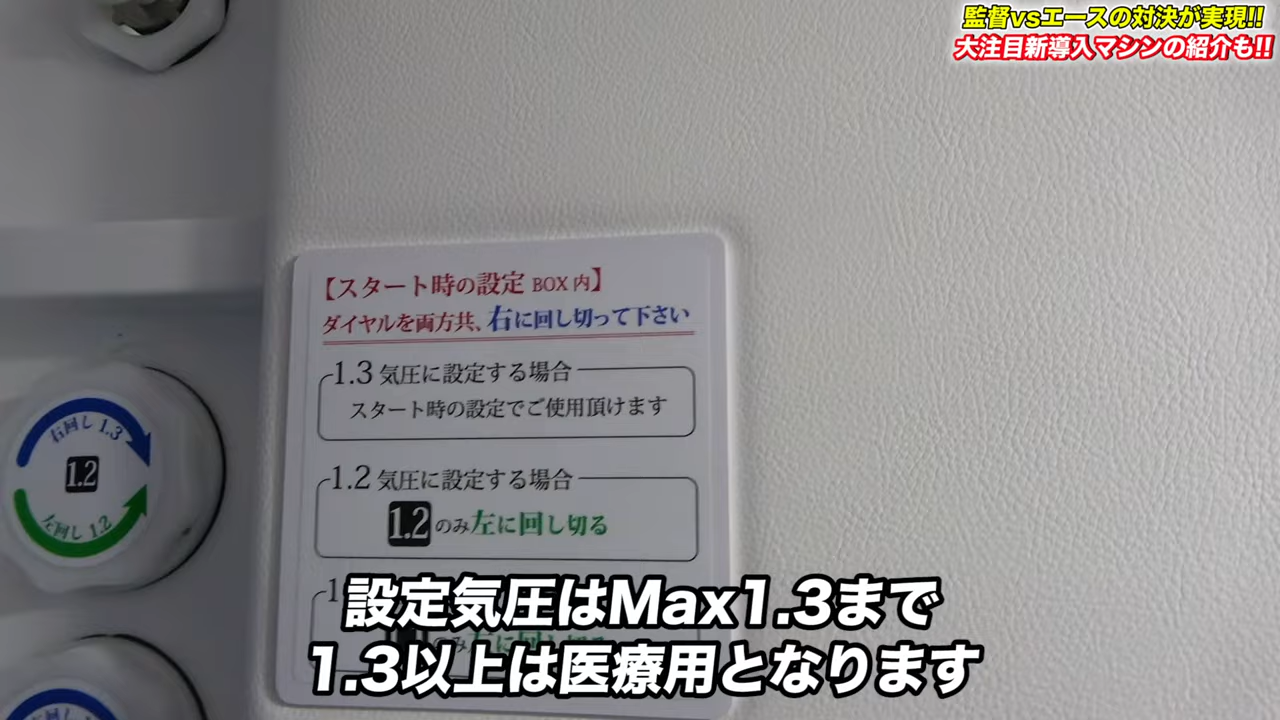 監督vsエースの対決が実現!!
大注目新導入マシンの紹介も!!
【スタート時の設定 BOX 内】
ダイヤルを両方共、右に回し切って下さい
1.3 気圧に設定する場合
スタート時の設定でご使用頂けます
1.2 気圧に設定する場合
1.2 のみ左に回し切る
右回し 1.3
1.2
左回し 1.2
設定気圧はMax1.3まで
1.3以上は医療用となります